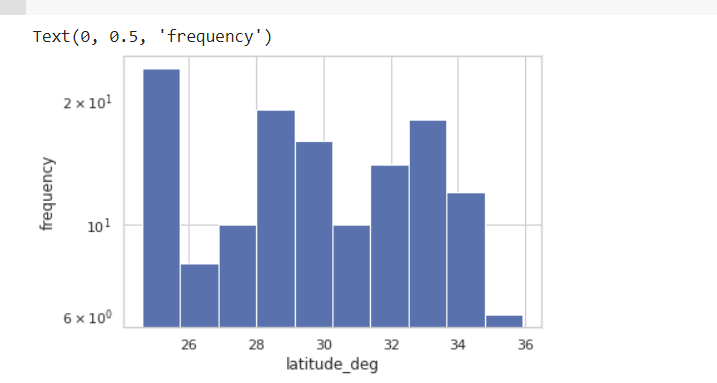 Text(0, 0.5, 'frequency')
2 × 10¹
10¹
6 × 10⁰
frequency
26 28 30 32 34 36
latitude_deg